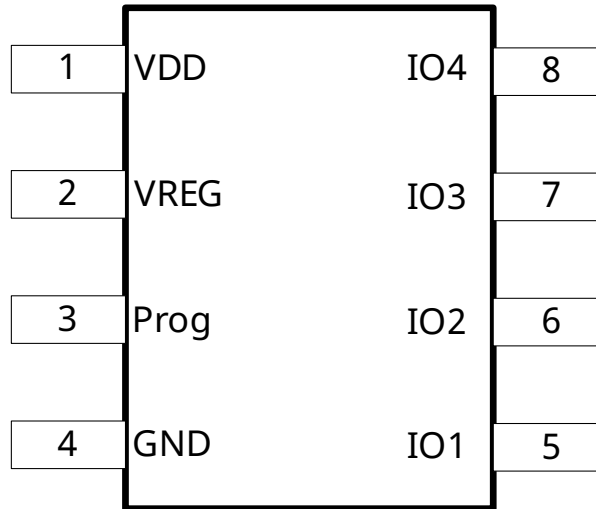 1 VDD IO4 8
2 VREG IO3 7
3 Prog IO2 6
4 GND IO1 5